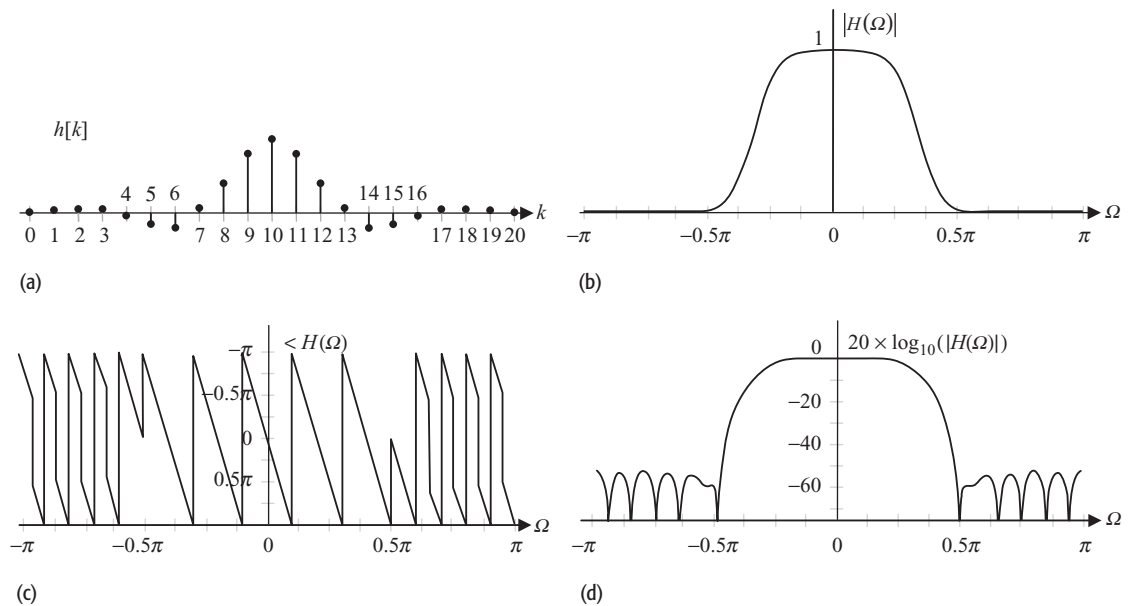 h[k]
4 5 6 14 15 16
k
0 1 2 3 7 8 9 10 11 12 13 17 18 19 20
(a)
|H(Ω)|
1
Ω
−π −0.5π 0 0.5π π
(b)
< H(Ω)
−π
−0.5π
0
0.5π
Ω
−π −0.5π 0 0.5π π
(c)
20 × log₁₀(|H(Ω)|)
0
−20
−40
−60
Ω
−π −0.5π 0 0.5π π
(d)